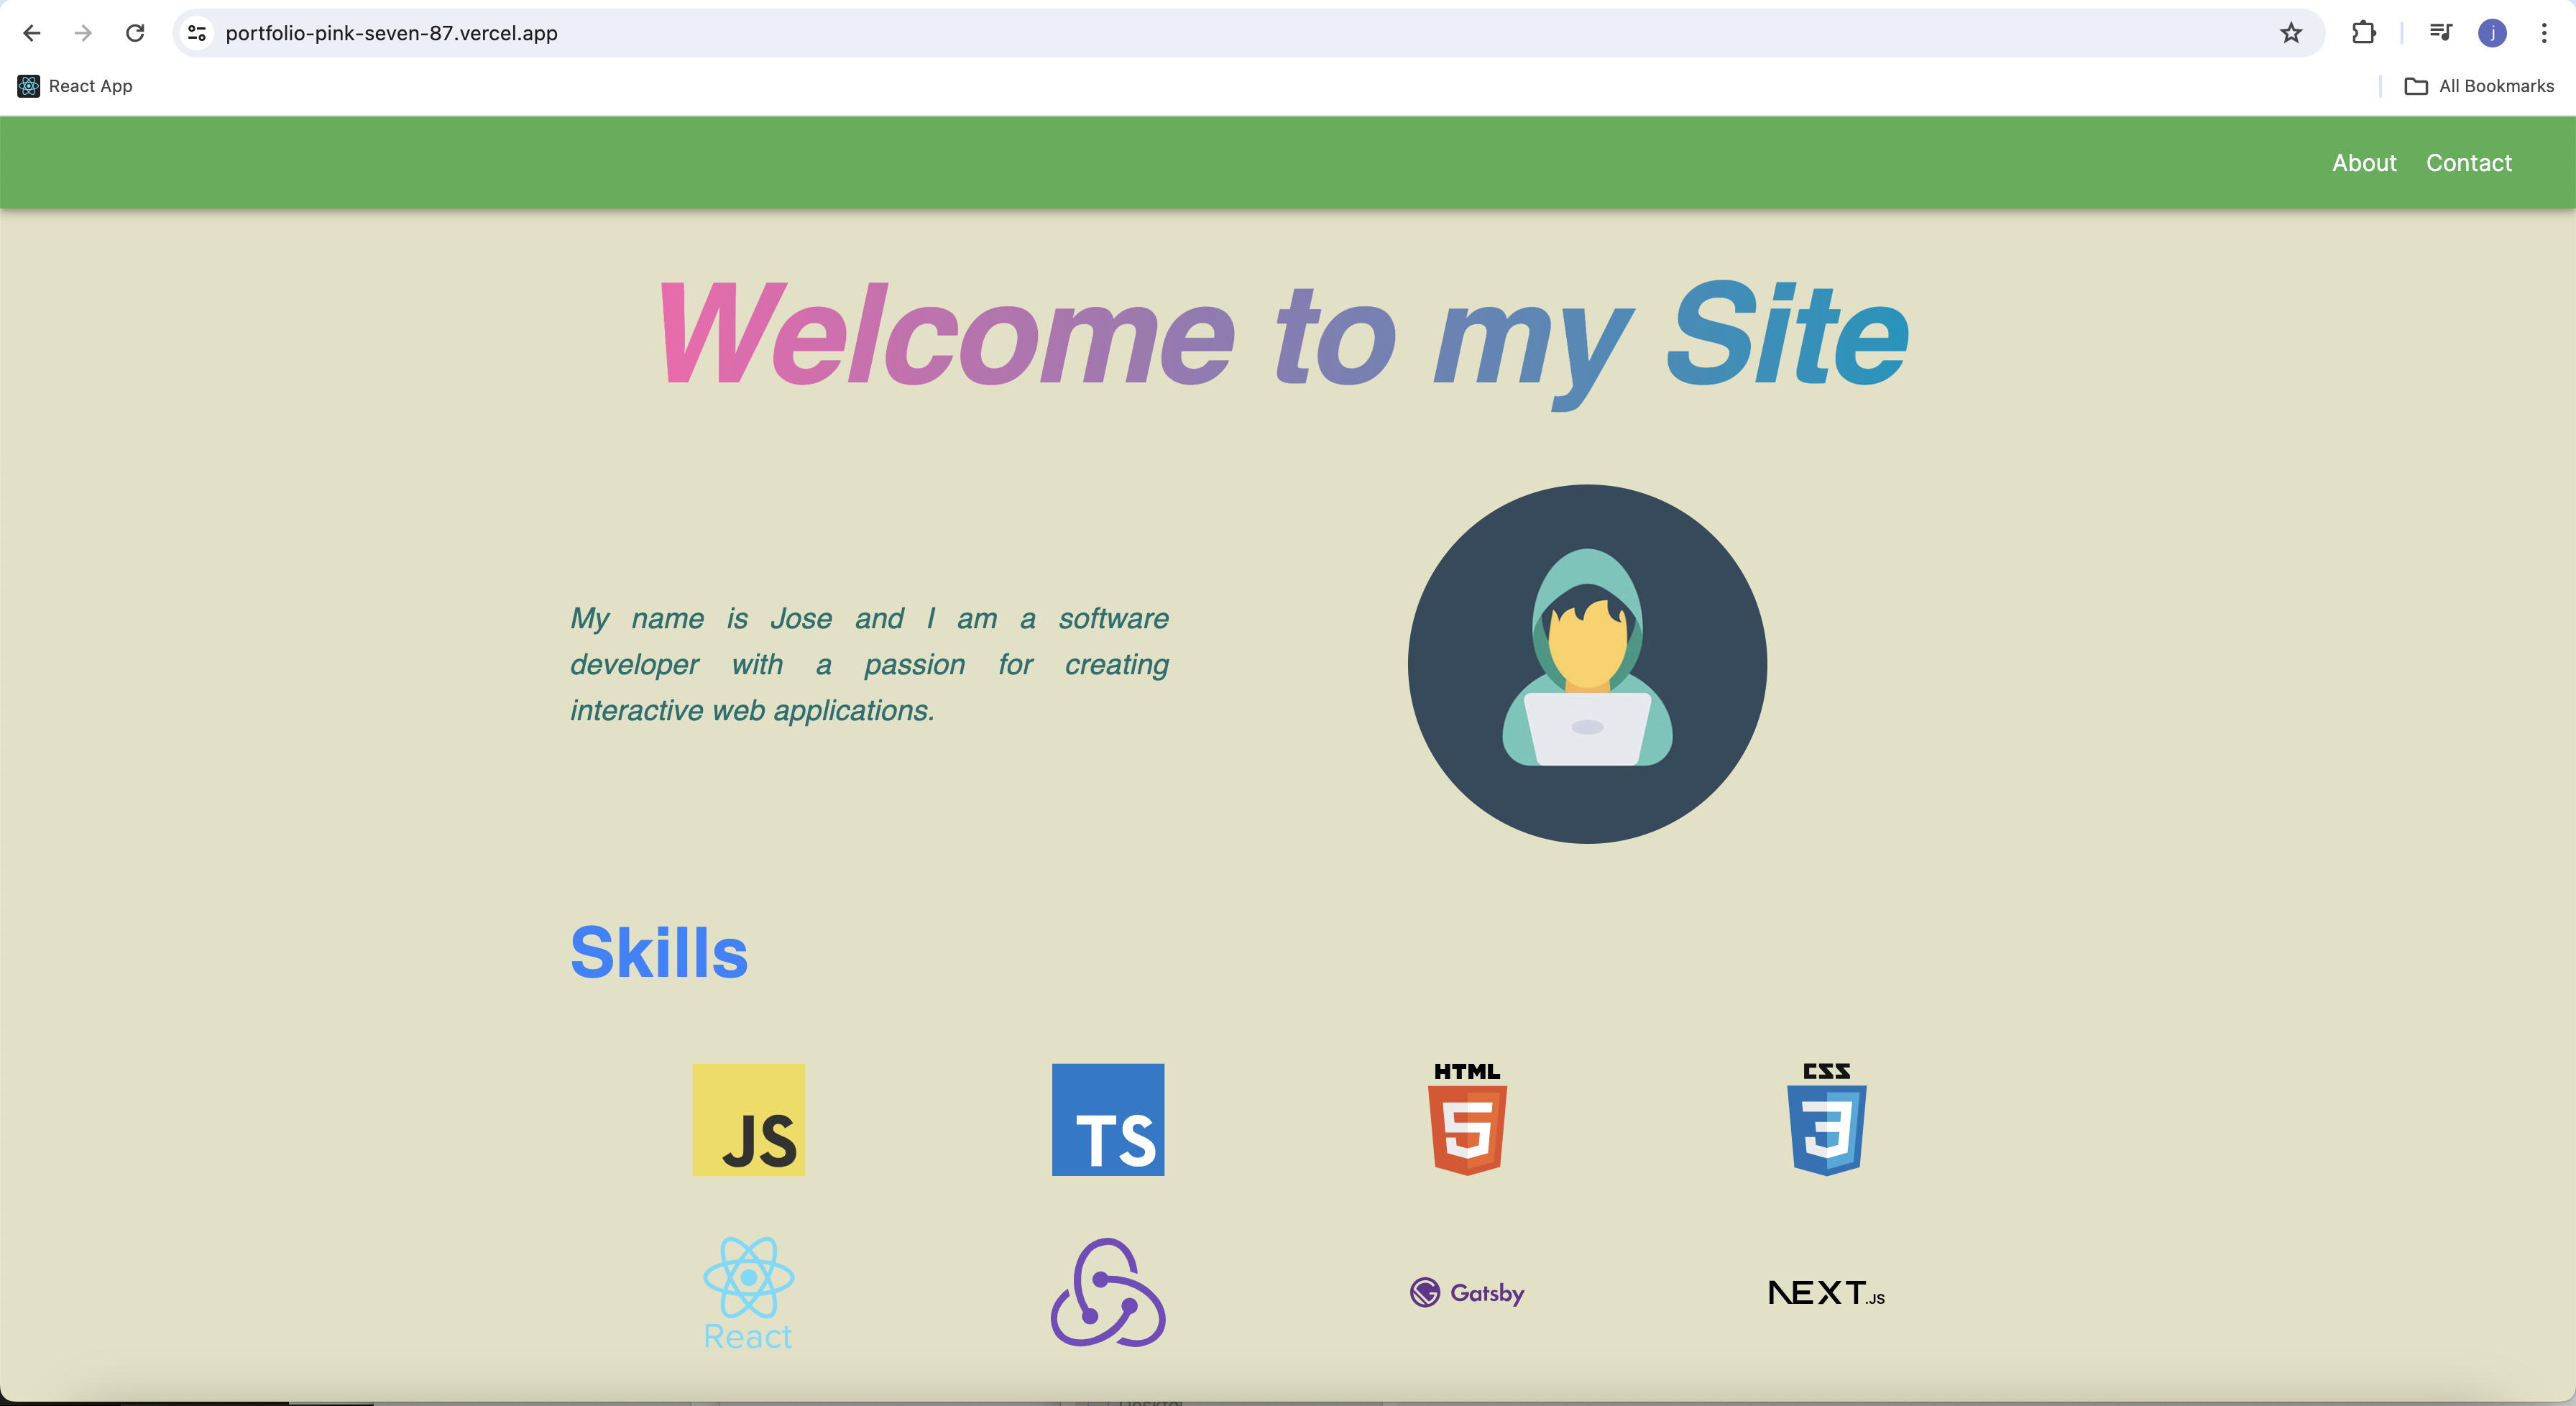 portfolio-pink-seven-87.vercel.app
j
React App
All Bookmarks
About Contact
Welcome to my Site
My name is Jose and I am a software
developer with a passion for creating
interactive web applications.
Skills
JS
TS
HTML
5
CSS
3
React
Gatsby
NEXT.JS